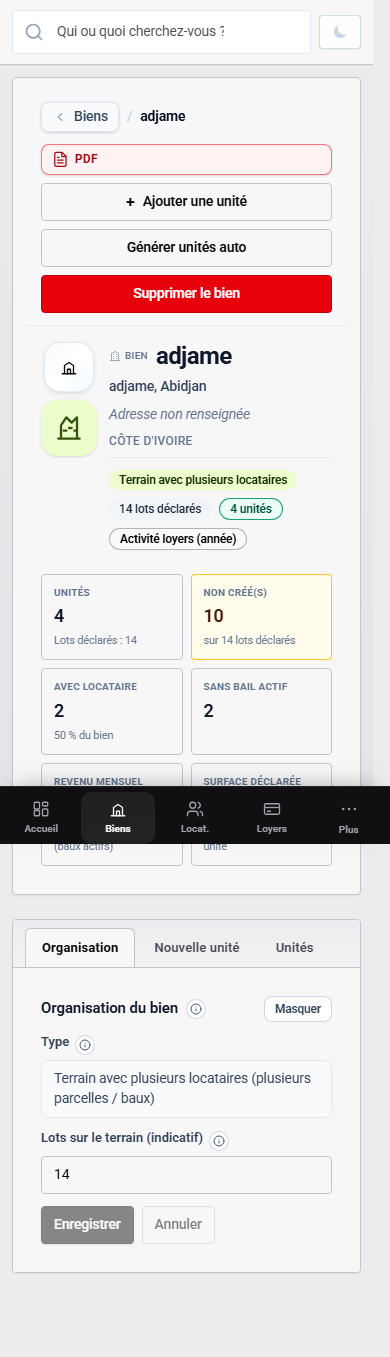 Qui ou quoi cherchez-vous ?
Biens / adjame
PDF
+ Ajouter une unité
Générer unités auto
Supprimer le bien
BIEN adjame
adjame, Abidjan
Adresse non renseignée
CÔTE D'IVOIRE
Terrain avec plusieurs locataires
14 lots déclarés 4 unités
Activité loyers (année)
UNITÉS
4
Lots déclarés : 14
NON CRÉÉ(S)
10
sur 14 lots déclarés
AVEC LOCATAIRE
2
50 % du bien
SANS BAIL ACTIF
2
REVENU MENSUEL
(baux actifs)
SURFACE DÉCLARÉE
unité
Accueil Biens Locat. Loyers Plus
Organisation Nouvelle unité Unités
Organisation du bien Masquer
Type
Terrain avec plusieurs locataires (plusieurs
parcelles / baux)
Lots sur le terrain (indicatif)
14
Enregistrer Annuler